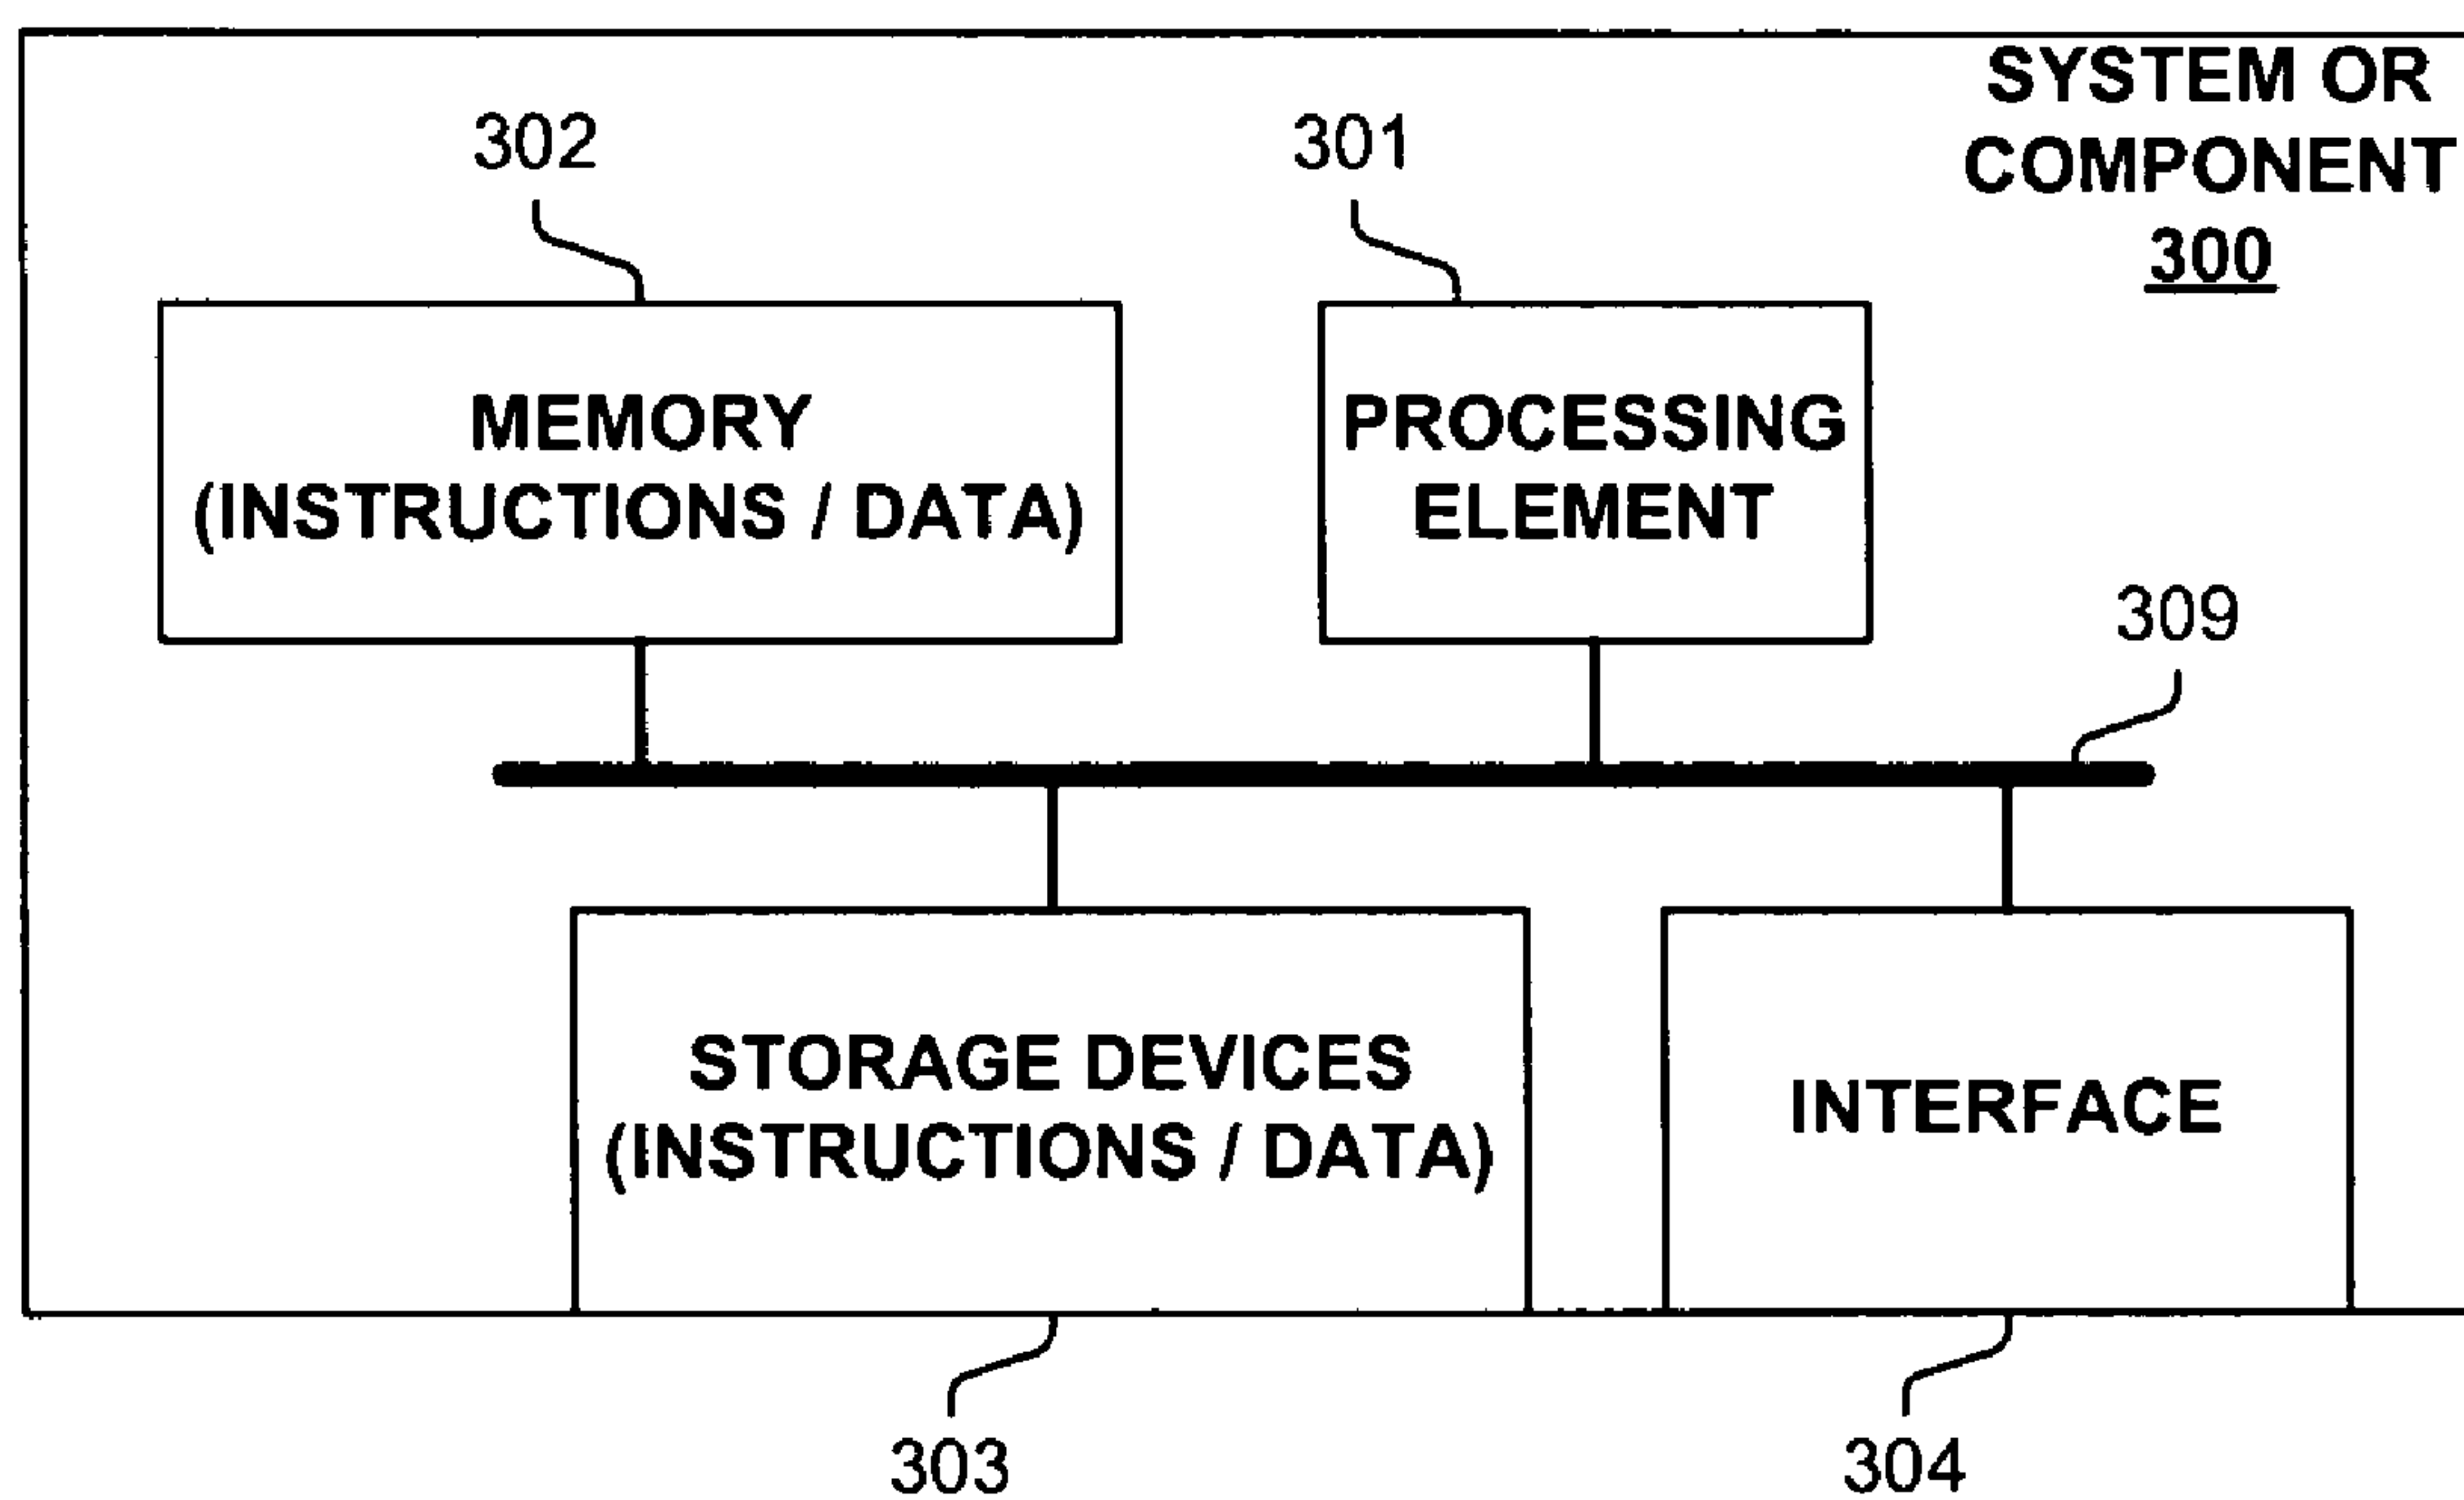 SYSTEM OR
COMPONENT
300
302
301
MEMORY
(INSTRUCTIONS / DATA)
PROCESSING
ELEMENT
309
STORAGE DEVICES
(INSTRUCTIONS / DATA)
INTERFACE
303
304